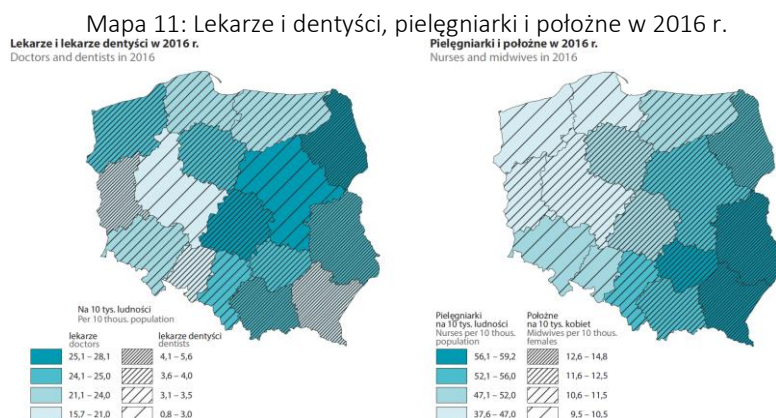 Mapa 11: Lekarze i dentyści, pielęgniarki i położne w 2016 r.
Lekarze i lekarze dentyści w 2016 r.
Doctors and dentists in 2016
Na 10 tys. ludności
Per 10 thous. population
lekarze
doctors
lekarze dentyści
dentists
25,1 – 28,1
4,1 – 5,6
24,1 – 25,0
3,6 – 4,0
21,1 – 24,0
3,1 – 3,5
15,7 – 21,0
0,8 – 3,0
Pielęgniarki i położne w 2016 r.
Nurses and midwives in 2016
Pielęgniarki
na 10 tys. ludności
Nurses per 10 thous.
population
Położne
na 10 tys. kobiet
Midwives per 10 thous.
females
56,1 – 59,2
12,6 – 14,8
52,1 – 56,0
11,6 – 12,5
47,1 – 52,0
10,6 – 11,5
37,6 – 47,0
9,5 – 10,5